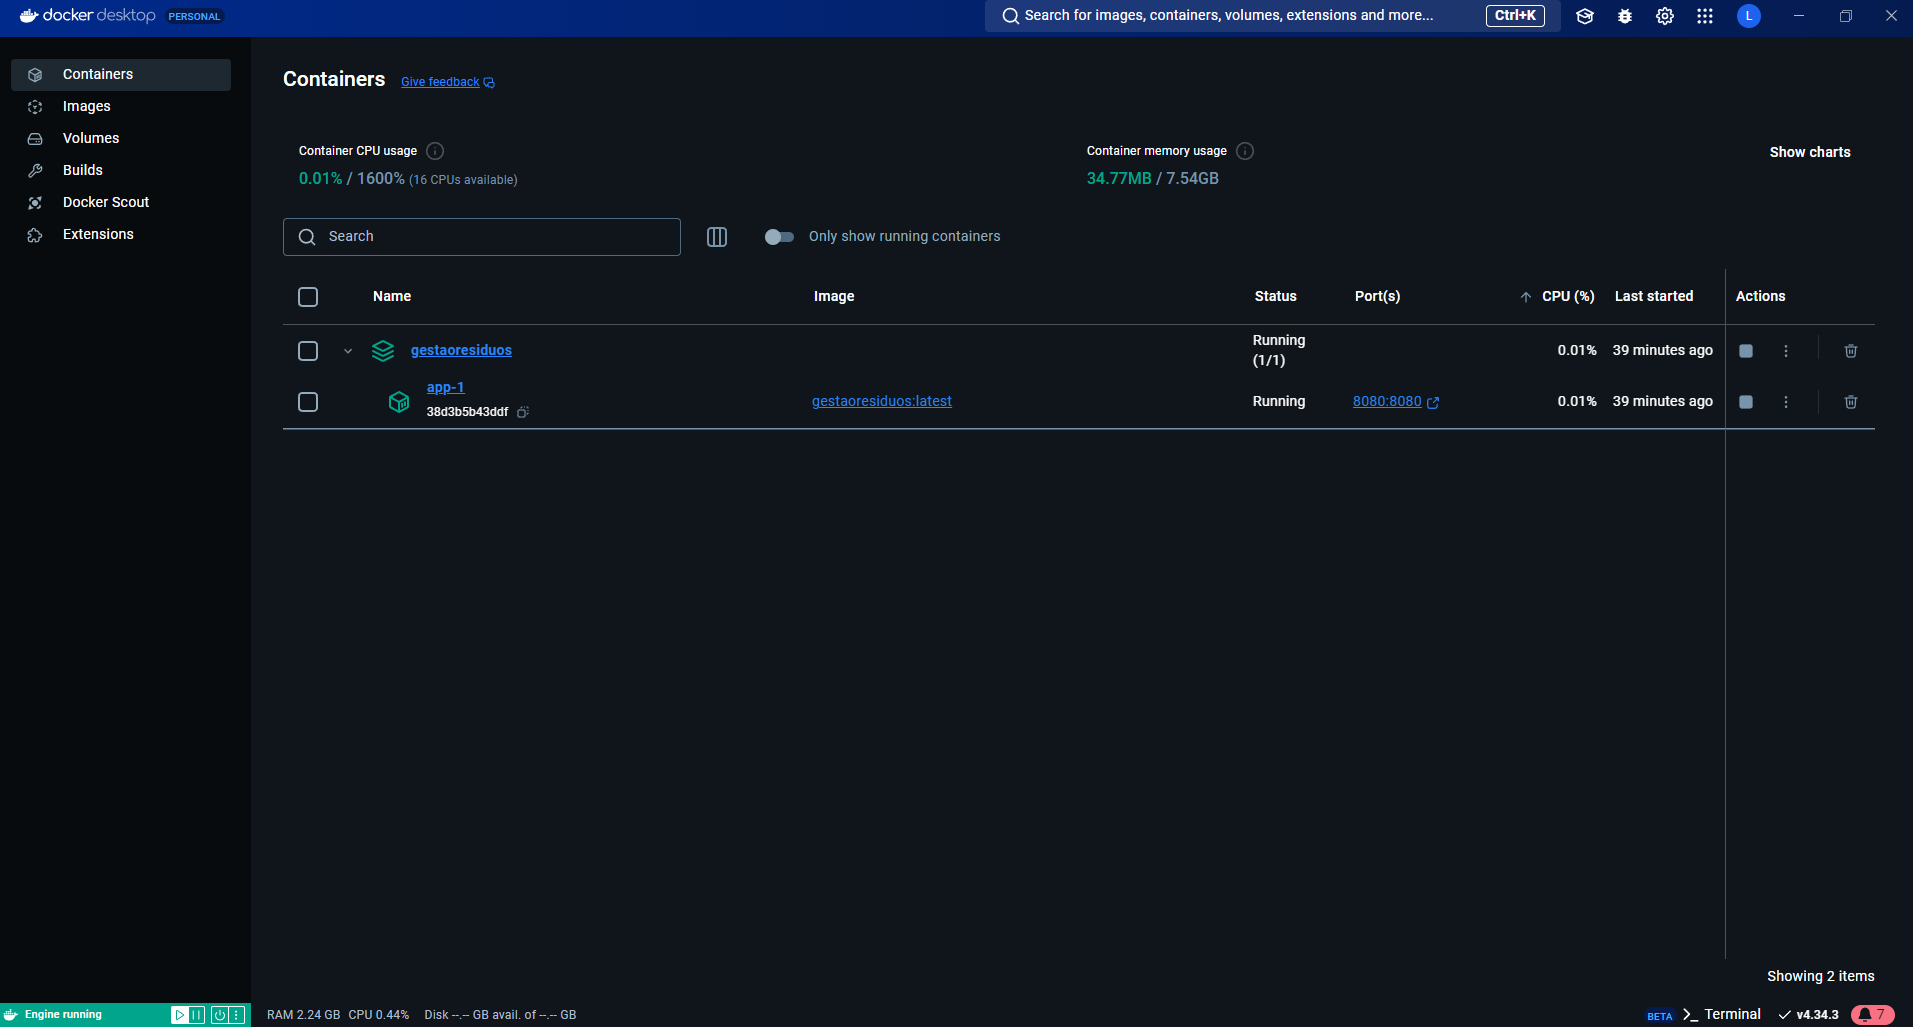 docker desktop PERSONAL
Search for images, containers, volumes, extensions and more... Ctrl+K
L
Containers
Images
Volumes
Builds
Docker Scout
Extensions
Containers Give feedback
Container CPU usage
0.01% / 1600% (16 CPUs available)
Container memory usage
34.77MB / 7.54GB
Show charts
Search
Only show running containers
Name Image Status Port(s) CPU (%) Last started Actions
gestaoresiduos Running (1/1) 0.01% 39 minutes ago
app-1
38d3b5b43ddf
gestaoresiduos:latest Running 8080:8080 0.01% 39 minutes ago
Showing 2 items
Engine running
RAM 2.24 GB CPU 0.44% Disk --.-- GB avail. of --.-- GB
BETA >_ Terminal v4.34.3 7